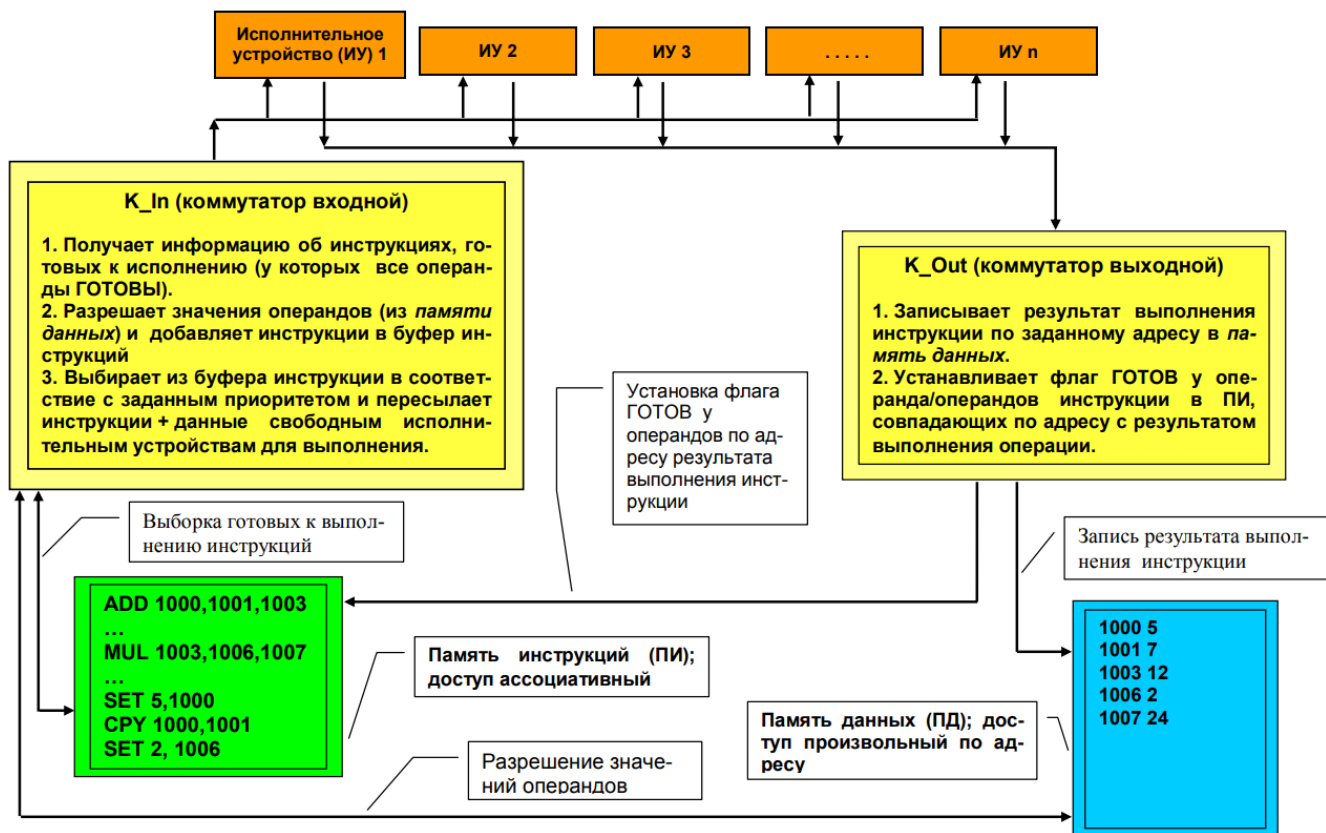 Исполнительное
устройство (ИУ) 1
ИУ 2
ИУ 3
. . . . .
ИУ n
K_In (коммутатор входной)
1. Получает информацию об инструкциях, го-
товых к исполнению (у которых все операн-
ды ГОТОВЫ).
2. Разрешает значения операндов (из памяти
данных) и добавляет инструкции в буфер ин-
струкций
3. Выбирает из буфера инструкции в соответ-
ствие с заданным приоритетом и пересылает
инструкции + данные свободным исполни-
тельным устройствам для выполнения.
K_Out (коммутатор выходной)
1. Записывает результат выполнения
инструкции по заданному адресу в па-
мять данных.
2. Устанавливает флаг ГОТОВ у опе-
ранда/операндов инструкции в ПИ,
совпадающих по адресу с результатом
выполнения операции.
Установка флага
ГОТОВ у
операндов по ад-
ресу результата
выполнения инст-
рукции
Выборка готовых к выпол-
нению инструкций
Запись результата выпол-
нения инструкции
ADD 1000,1001,1003
...
MUL 1003,1006,1007
...
SET 5,1000
CPY 1000,1001
SET 2, 1006
Память инструкций (ПИ);
доступ ассоциативный
Память данных (ПД); дос-
туп произвольный по ад-
ресу
1000 5
1001 7
1003 12
1006 2
1007 24
Разрешение значе-
ний операндов